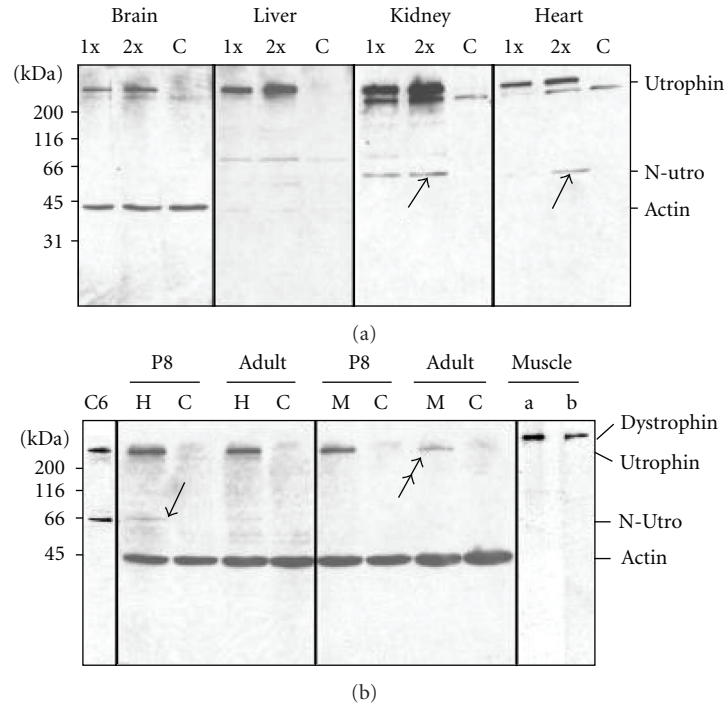 Brain Liver Kidney Heart
1x 2x C 1x 2x C 1x 2x C 1x 2x C
(kDa)
Utrophin
200
116
66
N-utro
45
Actin
31
(a)
P8 Adult P8 Adult Muscle
C6 H C H C M C M C a b
(kDa)
Dystrophin
Utrophin
200
116
66
N-Utro
45
Actin
(b)